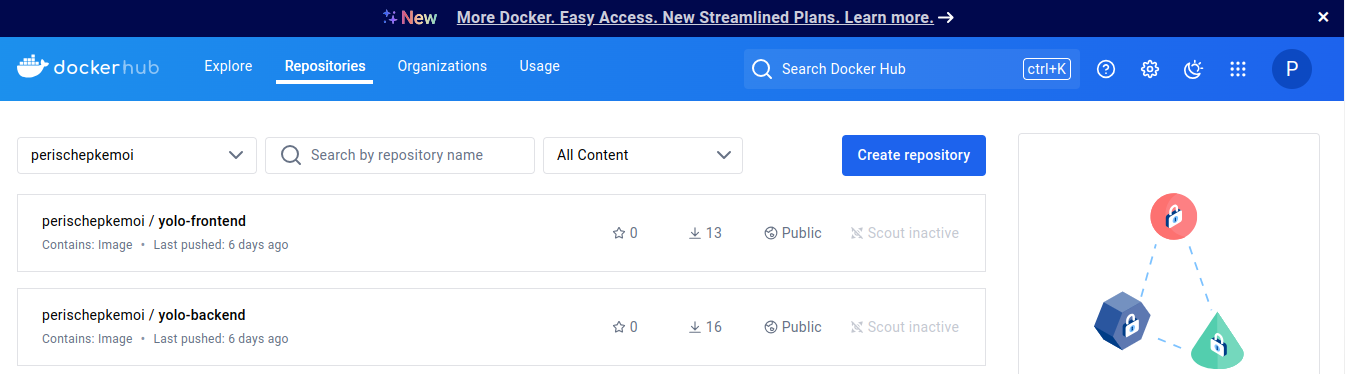 New More Docker. Easy Access. New Streamlined Plans. Learn more.
dockerhub Explore Repositories Organizations Usage Search Docker Hub ctrl+K P
perischepkemoi Search by repository name All Content Create repository
perischepkemoi / yolo-frontend
Contains: Image • Last pushed: 6 days ago
0 13 Public Scout inactive
perischepkemoi / yolo-backend
Contains: Image • Last pushed: 6 days ago
0 16 Public Scout inactive